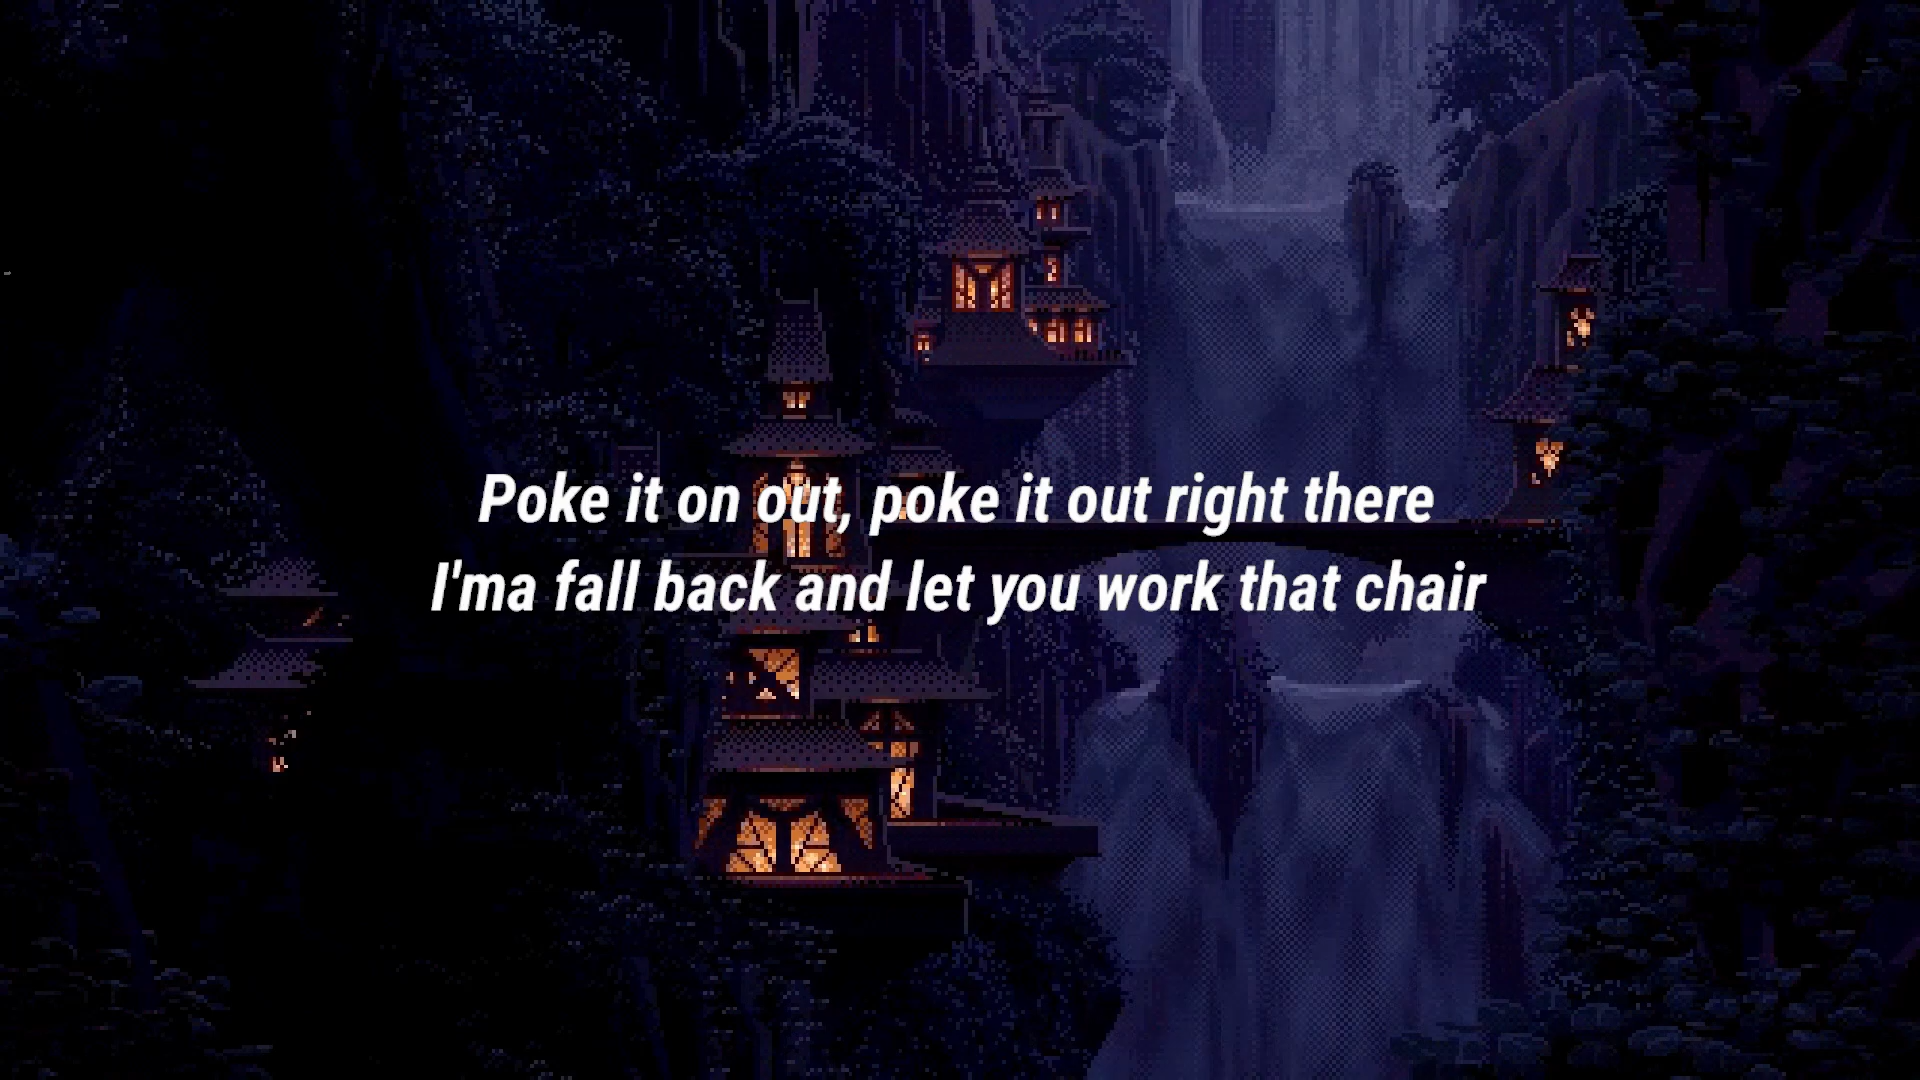 Poke it on out, poke it out right there
I'ma fall back and let you work that chair